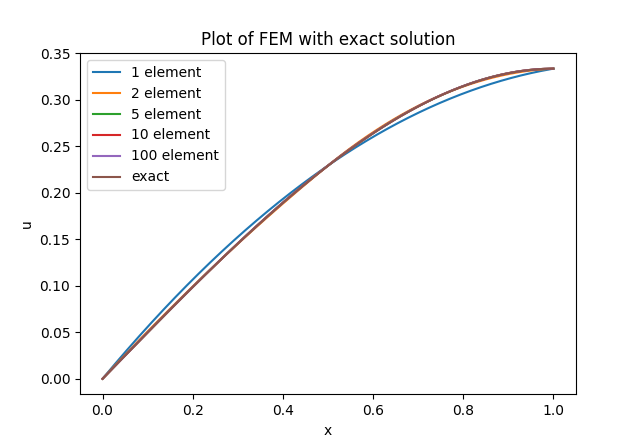 Plot of FEM with exact solution
1 element
2 element
5 element
10 element
100 element
exact
0.35
0.30
0.25
0.20
0.15
0.10
0.05
0.00
u
0.0 0.2 0.4 0.6 0.8 1.0
x